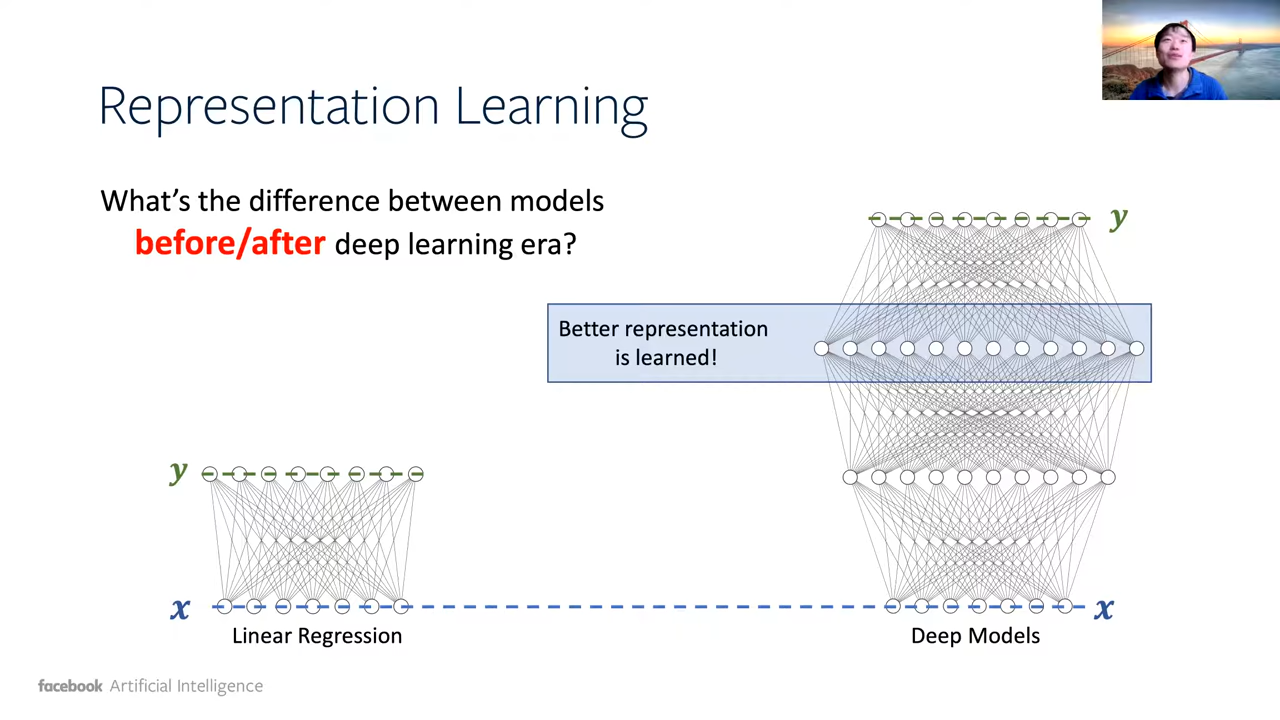 Representation Learning
What's the difference between models
before/after deep learning era?
y
Better representation
is learned!
y
x
x
Linear Regression
Deep Models
facebook Artificial Intelligence